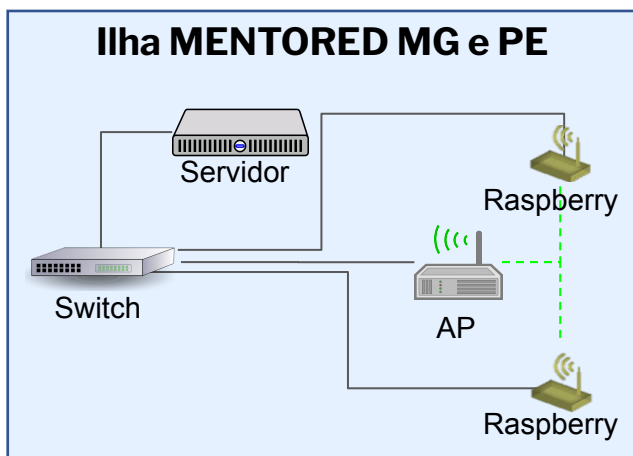 Ilha MENTORED MG e PE
Servidor
Raspberry
Switch
AP
Raspberry